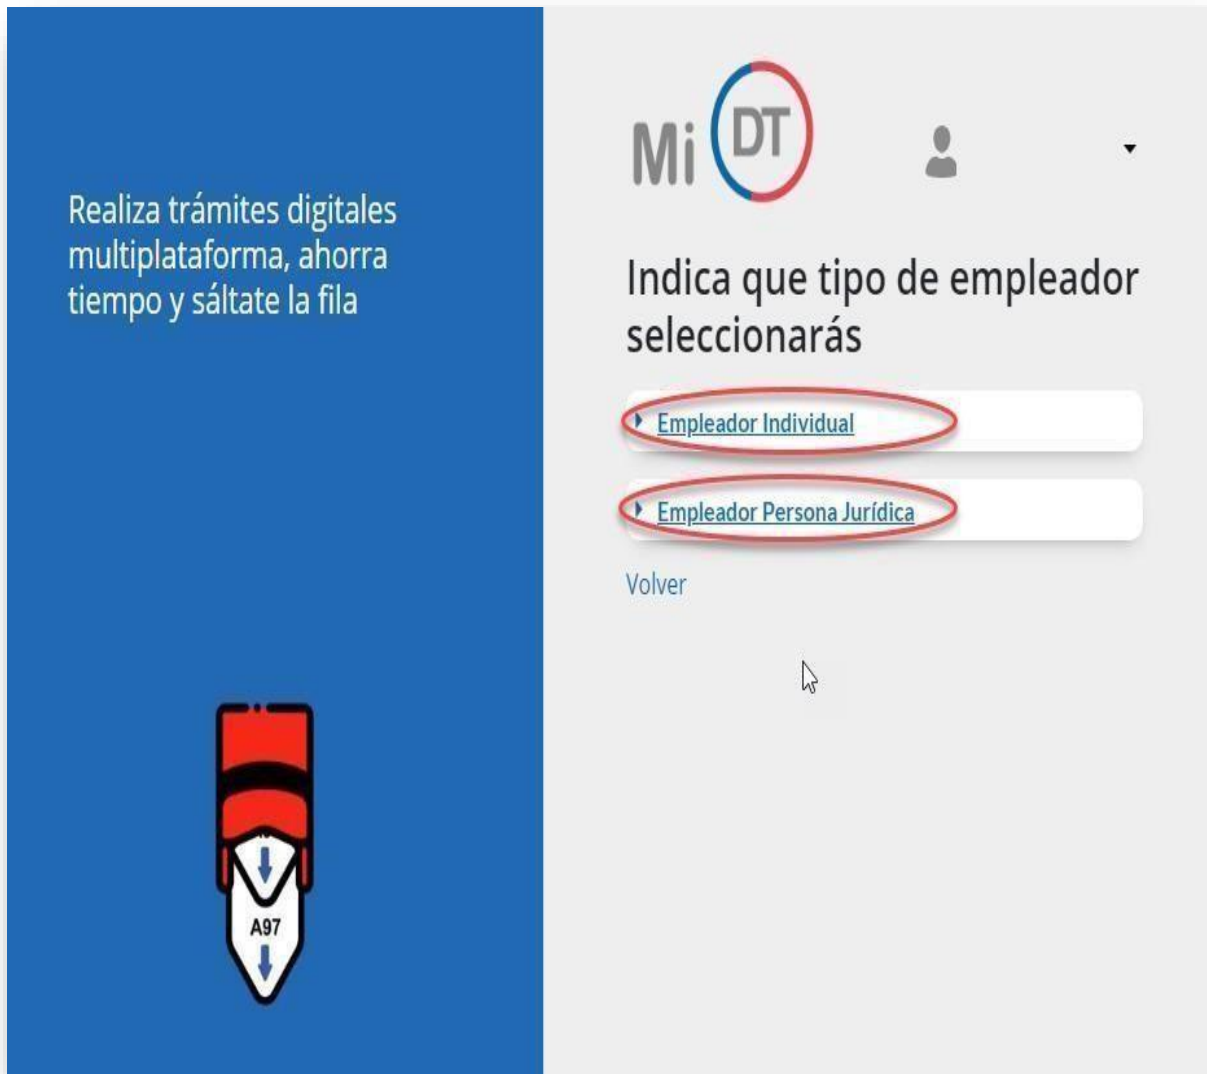 Realiza trámites digitales
multiplataforma, ahorra
tiempo y sáltate la fila
A97
Mi DT
Indica que tipo de empleador
seleccionarás
Empleador Individual
Empleador Persona Jurídica
Volver